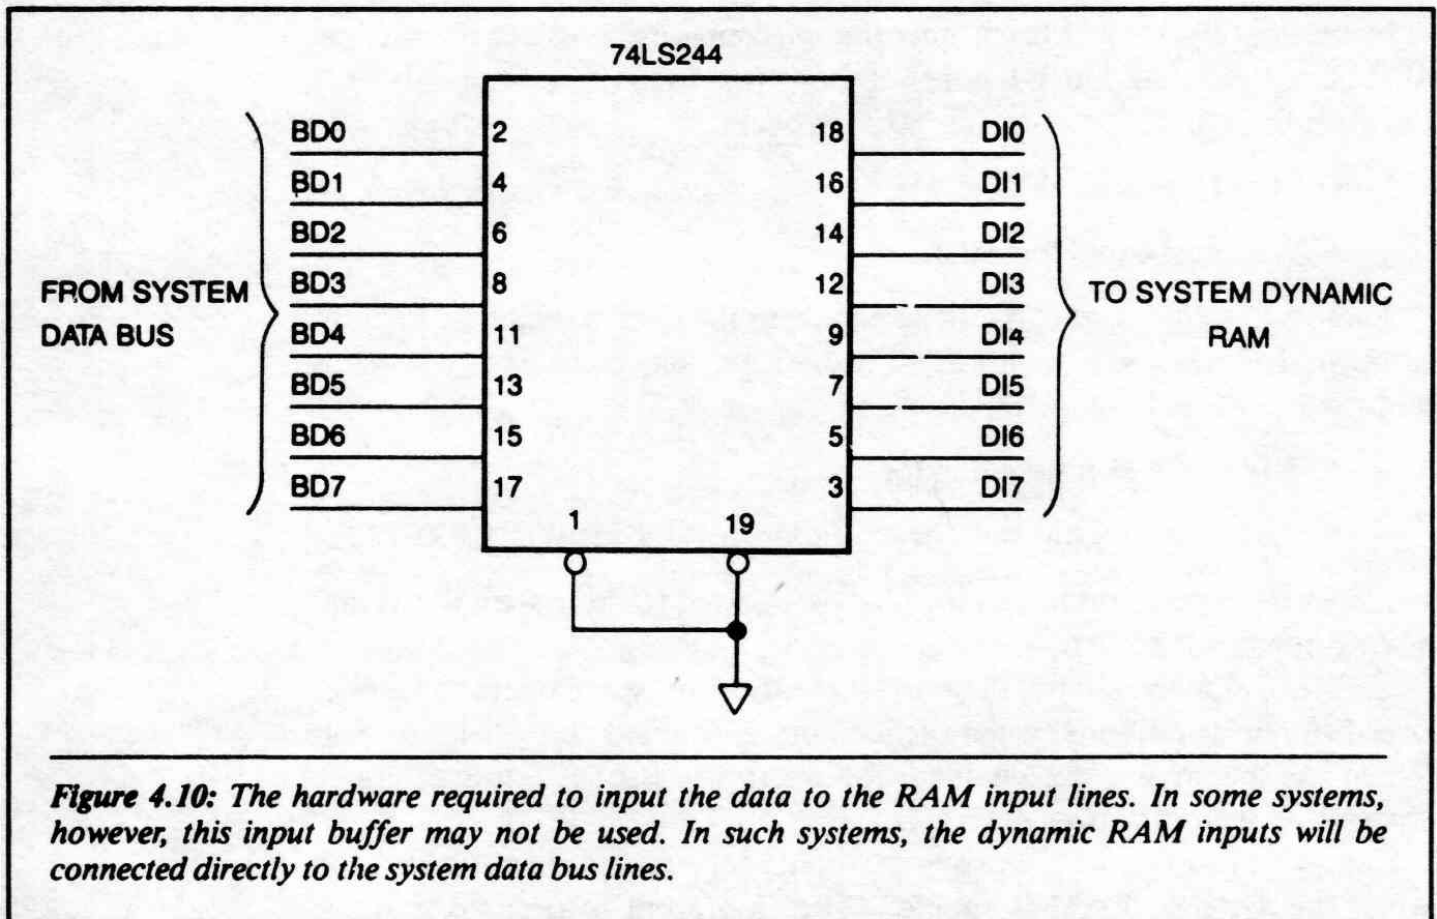 74LS244
BD0 2 18 DI0
BD1 4 16 DI1
BD2 6 14 DI2
FROM SYSTEM BD3 8 12 DI3 TO SYSTEM DYNAMIC
DATA BUS BD4 11 9 DI4 RAM
BD5 13 7 DI5
BD6 15 5 DI6
BD7 17 3 DI7
1 19
Figure 4.10: The hardware required to input the data to the RAM input lines. In some systems,
however, this input buffer may not be used. In such systems, the dynamic RAM inputs will be
connected directly to the system data bus lines.